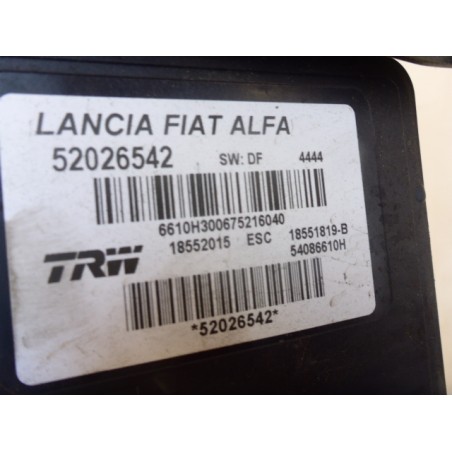 LANCIA FIAT ALFA
52026542 SW: DF 4444
6610H300675216040
18552015 ESC 18551819-B
TRW 54086610H
*52026542*